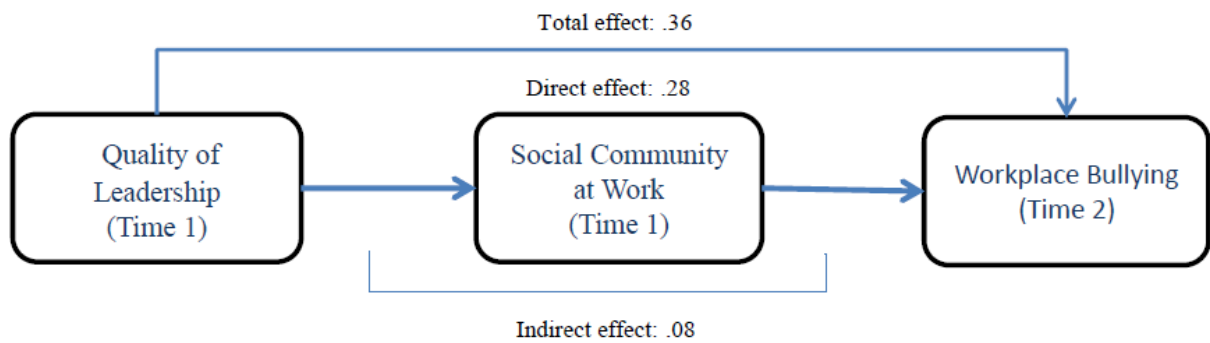 Total effect: .36
Direct effect: .28
Quality of
Leadership
(Time 1)
Social Community
at Work
(Time 1)
Workplace Bullying
(Time 2)
Indirect effect: .08